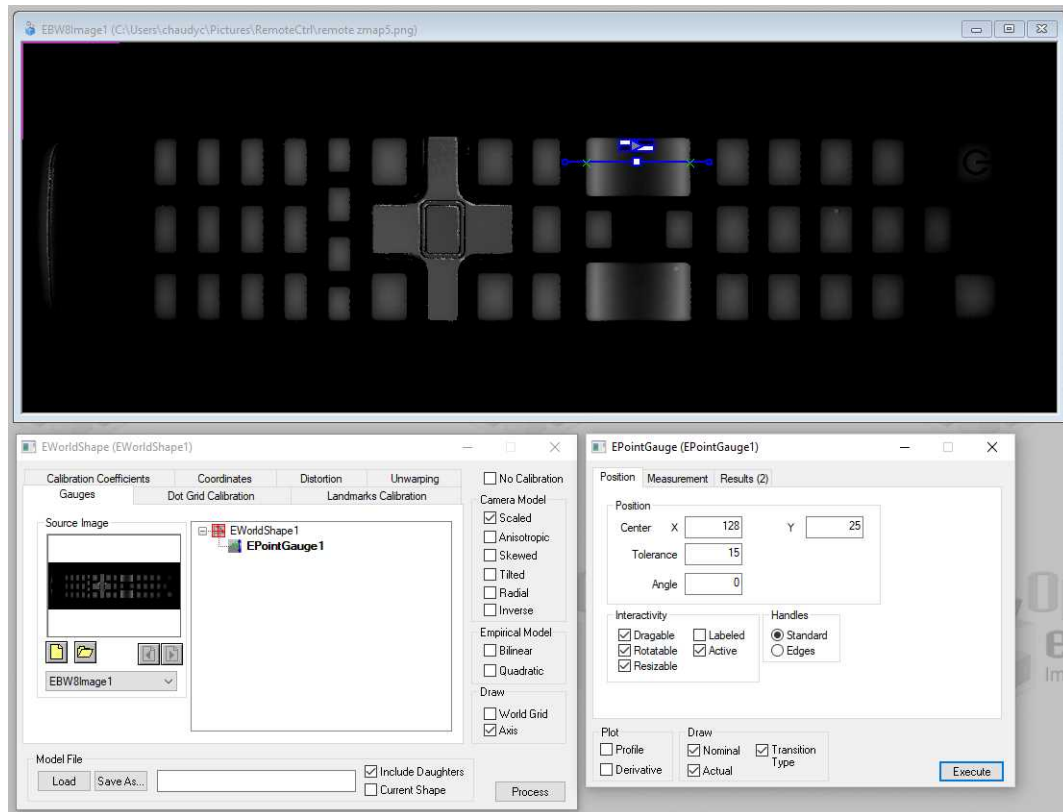 EBW8Image1 (C:\Users\chaudyc\Pictures\RemoteCtrl\remote zmap5.png)
EWorldShape (EWorldShape1)
Calibration Coefficients Coordinates Distortion Unwarping
Gauges Dot Grid Calibration Landmarks Calibration
Source Image
EBW8Image1
EWorldShape1
EPointGauge1
No Calibration
Camera Model
Scaled
Anisotropic
Skewed
Tilted
Radial
Inverse
Empirical Model
Bilinear
Quadratic
Draw
World Grid
Axis
Model File
Load Save As...
Include Daughters
Current Shape
Process
EPointGauge (EPointGauge1)
Position Measurement Results (2)
Position
Center X 128 Y 25
Tolerance 15
Angle 0
Interactivity
Dragable Labeled
Rotatable Active
Resizable
Handles
Standard
Edges
Plot
Profile
Derivative
Draw
Nominal Transition Type
Actual
Execute